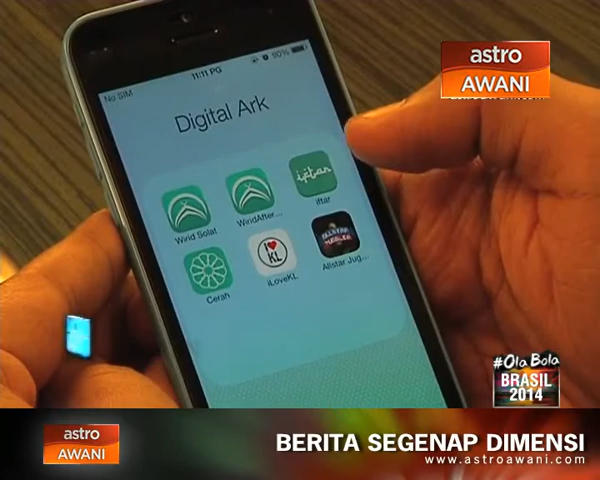 astro
AWANI
No SIM
11:11 PG
90%
Digital Ark
iftar
Wirid Solat
WiridAfter...
iftar
I ♥ KL
ALLSTAR
Cerah
iLoveKL
Allstar Jug...
#Ola Bola
BRASIL
2014
astro
AWANI
BERITA SEGENAP DIMENSI
www.astroawani.com